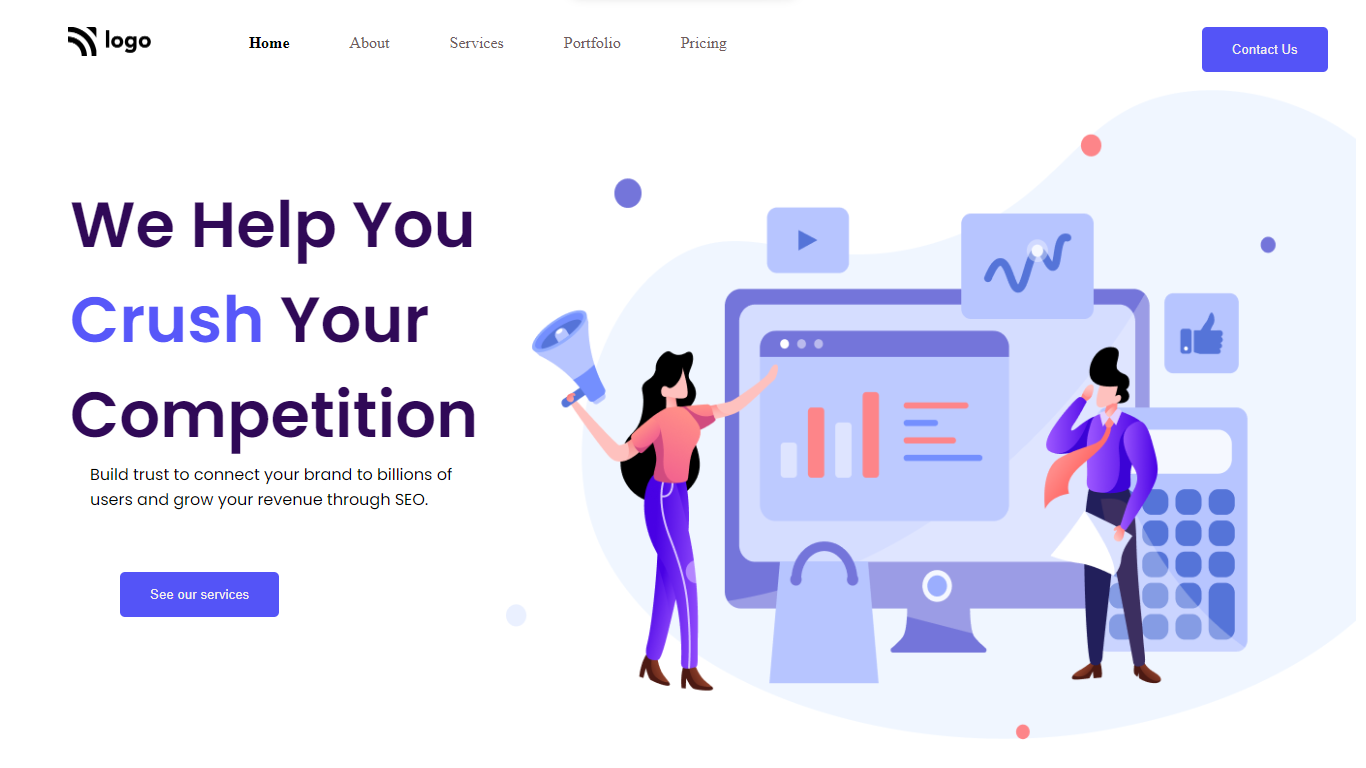 logo
Home
About
Services
Portfolio
Pricing
Contact Us
We Help You
Crush Your
Competition
Build trust to connect your brand to billions of
users and grow your revenue through SEO.
See our services